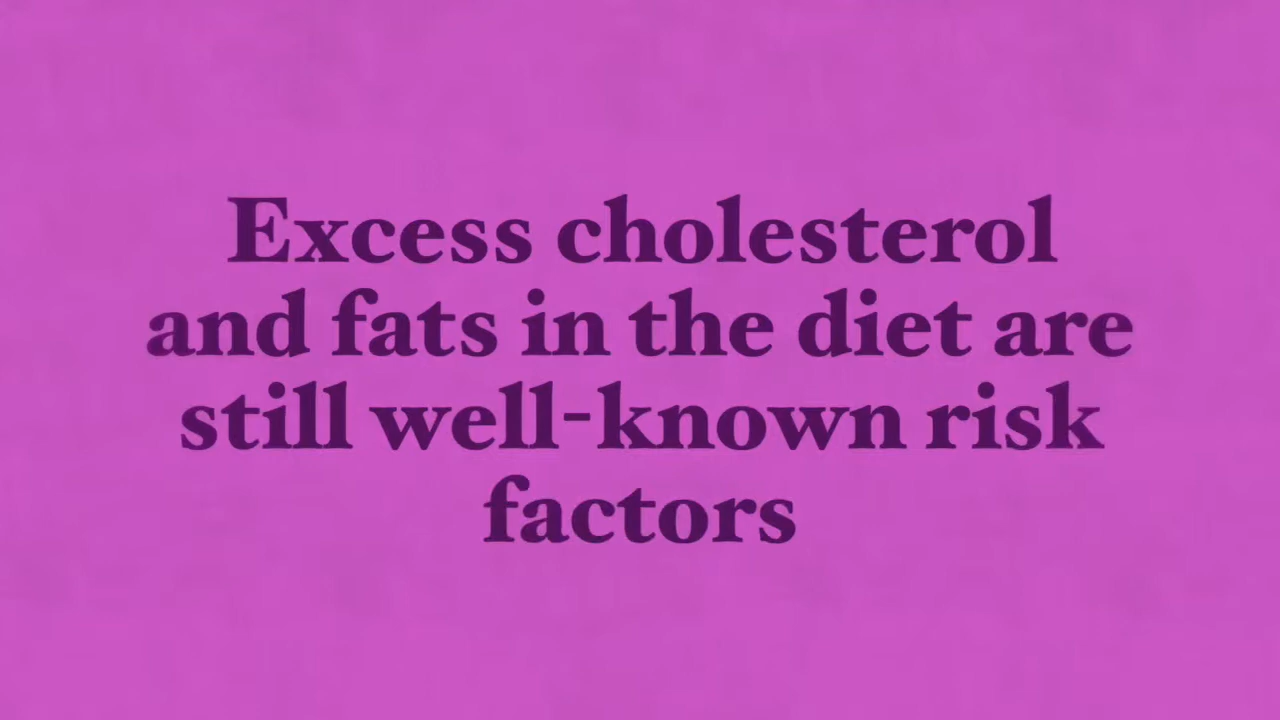 Excess cholesterol
and fats in the diet are
still well-known risk
factors